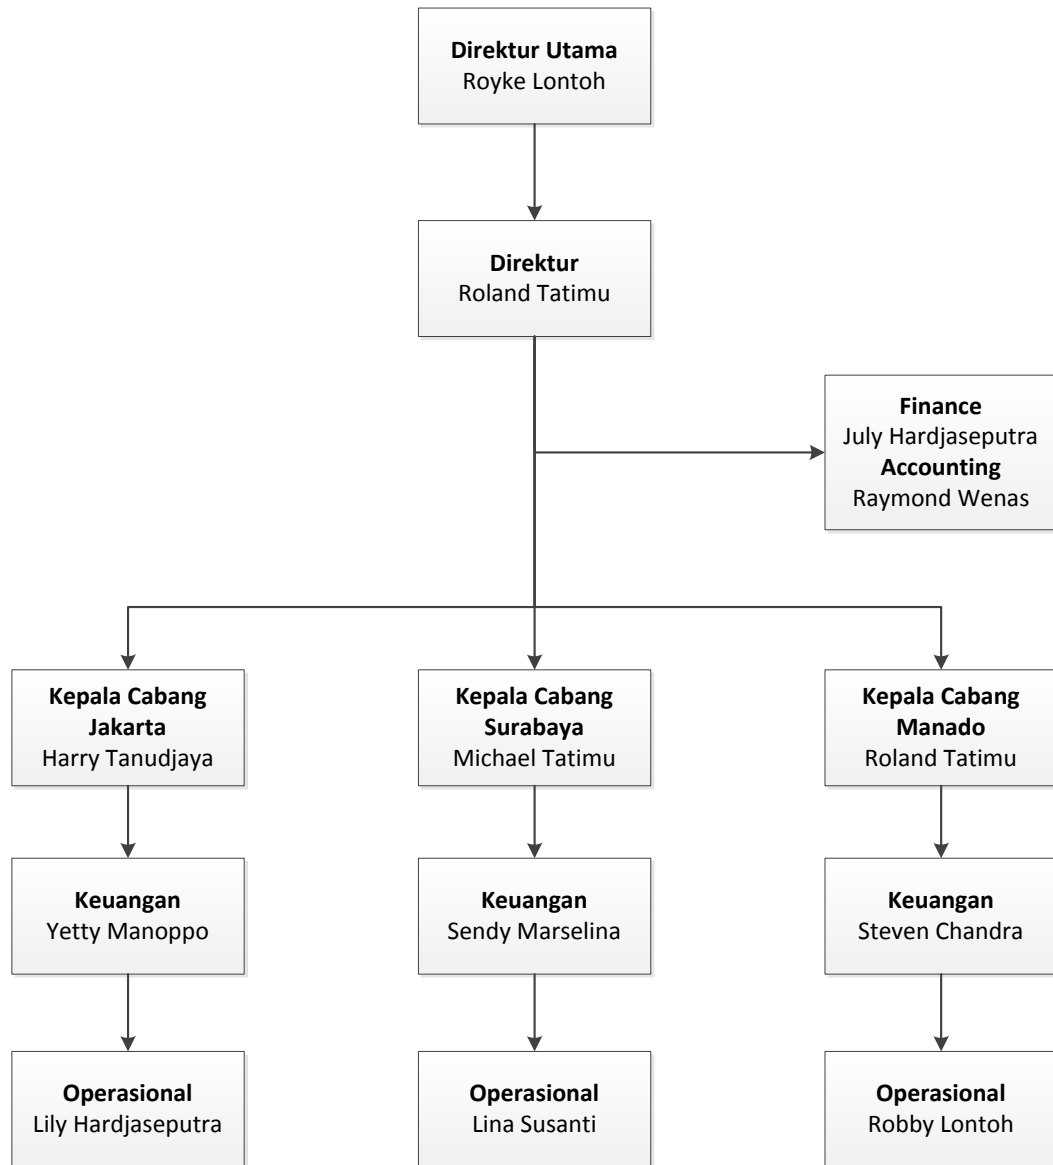 Direktur Utama
Royke Lontoh
Direktur
Roland Tatimu
Finance
July Hardjaseputra
Accounting
Raymond Wenas
Kepala Cabang
Jakarta
Harry Tanudjaya
Kepala Cabang
Surabaya
Michael Tatimu
Kepala Cabang
Manado
Roland Tatimu
Keuangan
Yetty Manoppo
Keuangan
Sendy Marselina
Keuangan
Steven Chandra
Operasional
Lily Hardjaseputra
Operasional
Lina Susanti
Operasional
Robby Lontoh